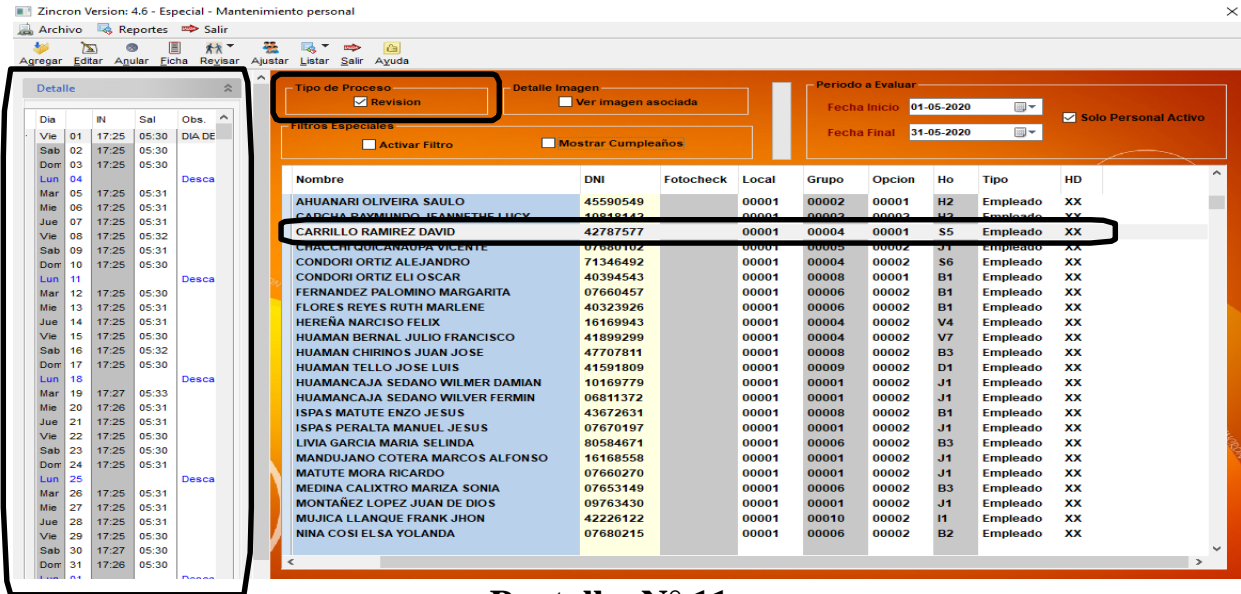 Zincron Version: 4.6 - Especial - Mantenimiento personal
Archivo Reportes Salir
Agregar Editar Anular Ficha Revisar Ajustar Listar Salir Ayuda
Detalle
Dia IN Sal Obs.
Vie 01 17:25 05:30 DIA DE
Sab 02 17:25 05:30
Dom 03 17:25 05:30
Lun 04 Desca
Mar 05 17:25 05:31
Mie 06 17:25 05:31
Jue 07 17:25 05:31
Vie 08 17:25 05:32
Sab 09 17:25 05:31
Dom 10 17:25 05:30
Lun 11 Desca
Mar 12 17:25 05:30
Mie 13 17:25 05:31
Jue 14 17:25 05:31
Vie 15 17:25 05:30
Sab 16 17:25 05:32
Dom 17 17:25 05:30
Lun 18 Desca
Mar 19 17:27 05:33
Mie 20 17:26 05:31
Jue 21 17:25 05:31
Vie 22 17:25 05:30
Sab 23 17:25 05:30
Dom 24 17:25 05:31
Lun 25 Desca
Mar 26 17:25 05:31
Mie 27 17:25 05:31
Jue 28 17:25 05:31
Vie 29 17:25 05:30
Sab 30 17:27 05:30
Dom 31 17:26 05:30
Lun 01 Desca
Tipo de Proceso
Revision
Detalle Imagen
Ver imagen asociada
Filtros Especiales
Activar Filtro
Mostrar Cumpleaños
Periodo a Evaluar
Fecha Inicio 01-05-2020
Fecha Final 31-05-2020
Solo Personal Activo
Nombre DNI Fotocheck Local Grupo Opcion Ho Tipo HD
AHUANARI OLIVEIRA SAULO 45590549 00001 00002 00001 H2 Empleado XX
CAPCHA RAYMUNDO JEANNETHE LUCY 10818142 00001 00002 00002 H2 Empleado XX
CARRILLO RAMIREZ DAVID 42787577 00001 00004 00001 S5 Empleado XX
CHACCHI QUICAÑAUPA VICENTE 07680102 00001 00005 00002 J1 Empleado XX
CONDORI ORTIZ ALEJANDRO 71346492 00001 00004 00002 S6 Empleado XX
CONDORI ORTIZ ELI OSCAR 40394543 00001 00008 00001 B1 Empleado XX
FERNANDEZ PALOMINO MARGARITA 07660457 00001 00006 00002 B1 Empleado XX
FLORES REYES RUTH MARLENE 40323926 00001 00006 00002 B1 Empleado XX
HEREÑA NARCISO FELIX 16169943 00001 00004 00002 V4 Empleado XX
HUAMAN BERNAL JULIO FRANCISCO 41899299 00001 00004 00002 V7 Empleado XX
HUAMAN CHIRINOS JUAN JOSE 47707811 00001 00008 00002 B3 Empleado XX
HUAMAN TELLO JOSE LUIS 41591809 00001 00009 00002 D1 Empleado XX
HUAMANCAJA SEDANO WILMER DAMIAN 10169779 00001 00001 00002 J1 Empleado XX
HUAMANCAJA SEDANO WILVER FERMIN 06811372 00001 00001 00002 J1 Empleado XX
ISPAS MATUTE ENZO JESUS 43672631 00001 00008 00002 B1 Empleado XX
ISPAS PERALTA MANUEL JESUS 07670197 00001 00001 00002 J1 Empleado XX
LIVIA GARCIA MARIA SELINDA 80584671 00001 00006 00002 B3 Empleado XX
MANDUJANO COTERA MARCOS ALFONSO 16168558 00001 00001 00002 J1 Empleado XX
MATUTE MORA RICARDO 07660270 00001 00001 00002 J1 Empleado XX
MEDINA CALIXTRO MARIZA SONIA 07653149 00001 00006 00002 B3 Empleado XX
MONTAÑEZ LOPEZ JUAN DE DIOS 09763430 00001 00001 00002 J1 Empleado XX
MUJICA LLANQUE FRANK JHON 42226122 00001 00010 00002 I1 Empleado XX
NINA COSI ELSA YOLANDA 07680215 00001 00006 00002 B2 Empleado XX